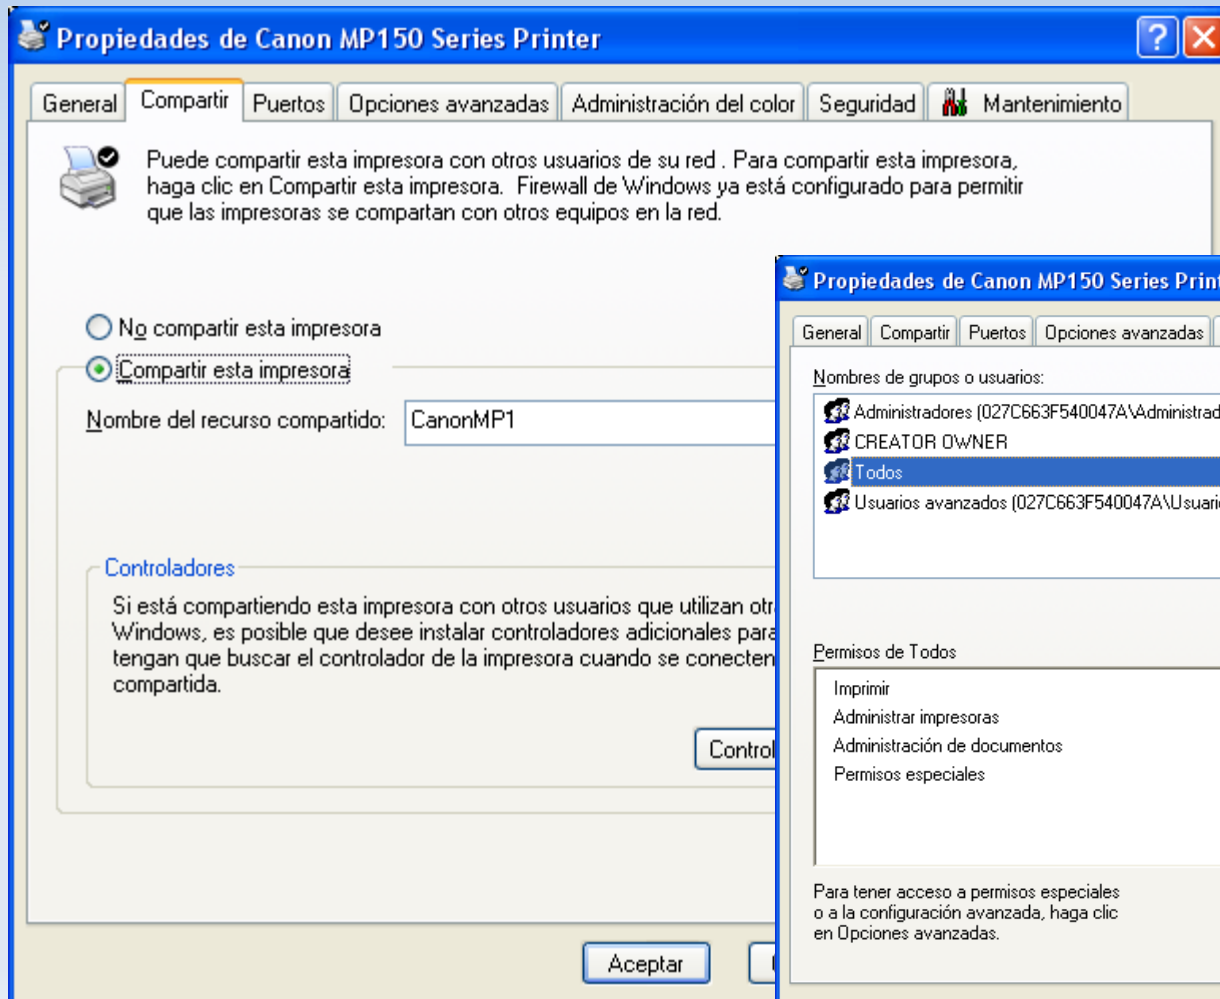 Propiedades de Canon MP150 Series Printer
General Compartir Puertos Opciones avanzadas Administración del color Seguridad Mantenimiento
Puede compartir esta impresora con otros usuarios de su red . Para compartir esta impresora,
haga clic en Compartir esta impresora. Firewall de Windows ya está configurado para permitir
que las impresoras se compartan con otros equipos en la red.
No compartir esta impresora
Compartir esta impresora
Nombre del recurso compartido: CanonMP1
Controladores
Si está compartiendo esta impresora con otros usuarios que utilizan otr
Windows, es posible que desee instalar controladores adicionales para
tengan que buscar el controlador de la impresora cuando se conecten
compartida.
Control
Aceptar
Propiedades de Canon MP150 Series Print
General Compartir Puertos Opciones avanzadas
Nombres de grupos o usuarios:
Administradores (027C663F540047A\Administrad
CREATOR OWNER
Todos
Usuarios avanzados (027C663F540047A\Usuario
Permisos de Todos
Imprimir
Administrar impresoras
Administración de documentos
Permisos especiales
Para tener acceso a permisos especiales
o a la configuración avanzada, haga clic
en Opciones avanzadas.